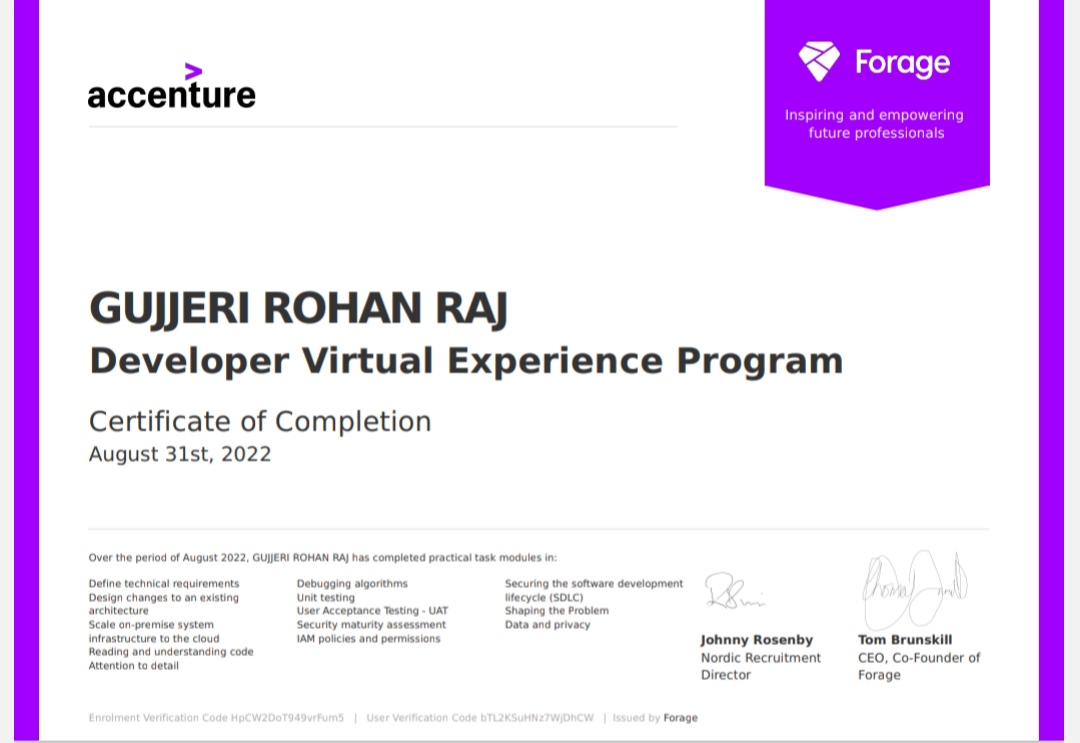 accenture
Forage
Inspiring and empowering
future professionals
GUJJERI ROHAN RAJ
Developer Virtual Experience Program
Certificate of Completion
August 31st, 2022
Over the period of August 2022, GUJJERI ROHAN RAJ has completed practical task modules in:
Define technical requirements
Design changes to an existing
architecture
Scale on-premise system
infrastructure to the cloud
Reading and understanding code
Attention to detail
Debugging algorithms
Unit testing
User Acceptance Testing - UAT
Security maturity assessment
IAM policies and permissions
Securing the software development
lifecycle (SDLC)
Shaping the Problem
Data and privacy
Johnny Rosenby
Nordic Recruitment
Director
Tom Brunskill
CEO, Co-Founder of
Forage
Enrolment Verification Code HpCW2DoT949vrFum5 | User Verification Code bTL2KSuHNz7WjDhCW | Issued by Forage